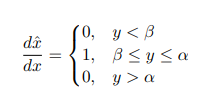 dx̂/dx = { 0, y < β
1, β ≤ y ≤ α
0, y > α